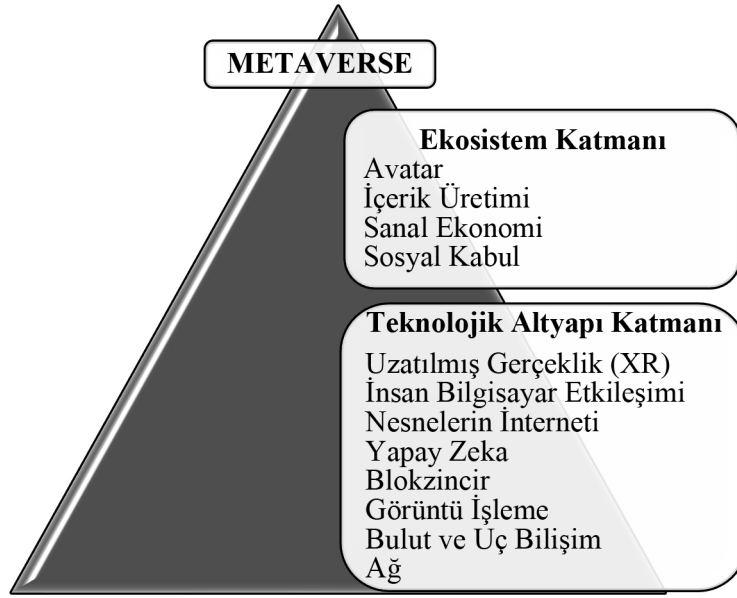 METAVERSE
Ekosistem Katmanı
Avatar
İçerik Üretimi
Sanal Ekonomi
Sosyal Kabul
Teknolojik Altyapı Katmanı
Uzatılmış Gerçeklik (XR)
İnsan Bilgisayar Etkileşimi
Nesnelerin İnterneti
Yapay Zeka
Blokzincir
Görüntü İşleme
Bulut ve Uç Bilişim
Ağ